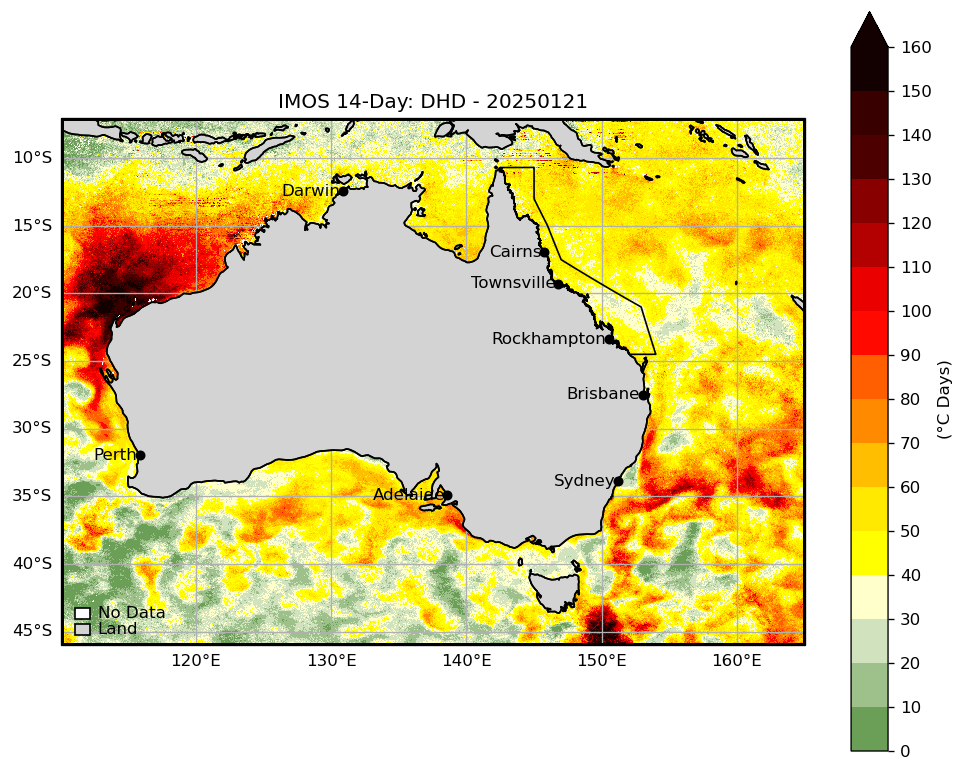 IMOS 14-Day: DHD - 20250121
160
150
140
130
120
110
100
90
80
70
60
50
40
30
20
10
0
(°C Days)
10°S
15°S
20°S
25°S
30°S
35°S
40°S
45°S
Darwin
Cairns
Townsville
Rockhampton
Brisbane
Perth
Sydney
Adelaide
No Data
Land
120°E
130°E
140°E
150°E
160°E